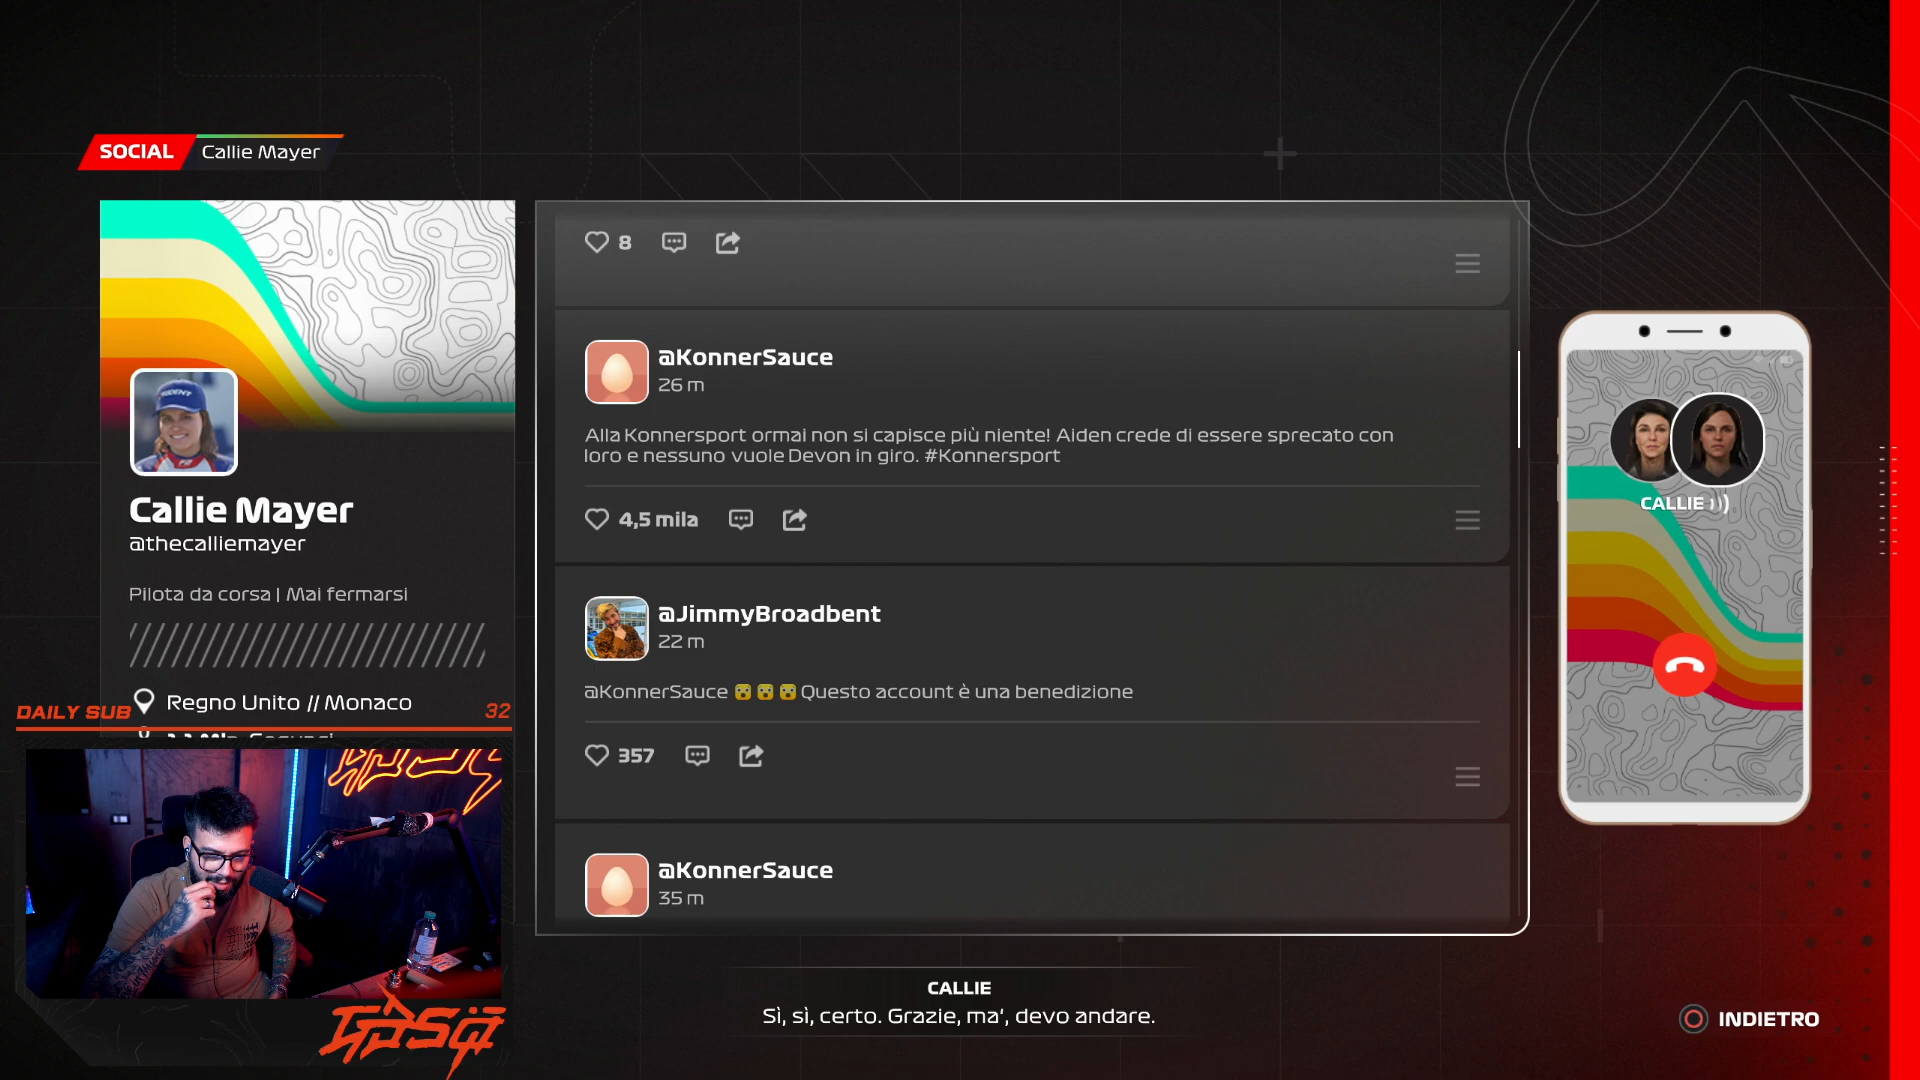 SOCIAL Callie Mayer
8
@KonnerSauce
26 m
Alla Konnersport ormai non si capisce più niente! Aiden crede di essere sprecato con
loro e nessuno vuole Devon in giro. #Konnersport
4,5 mila
@JimmyBroadbent
22 m
@KonnerSauce 😮😮😮 Questo account è una benedizione
357
@KonnerSauce
35 m
Callie Mayer
@thecalliemayer
Pilota da corsa | Mai fermarsi
Regno Unito // Monaco
DAILY SUB 32
CALLIE
CALLIE
Sì, sì, certo. Grazie, ma', devo andare.
INDIETRO